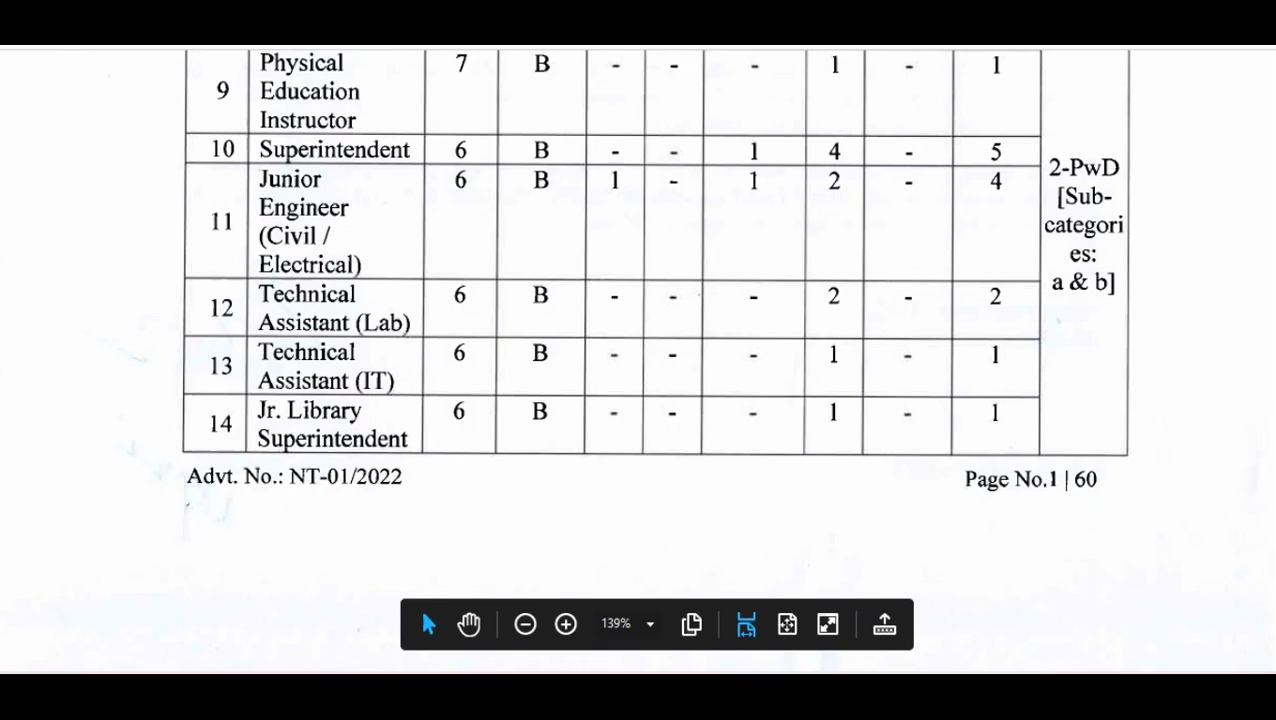 9 Physical Education Instructor 7 B - - - 1 - 1
10 Superintendent 6 B - - 1 4 - 5
11 Junior Engineer (Civil / Electrical) 6 B 1 - 1 2 - 4
12 Technical Assistant (Lab) 6 B - - - 2 - 2
13 Technical Assistant (IT) 6 B - - - 1 - 1
14 Jr. Library Superintendent 6 B - - - 1 - 1
2-PwD
[Sub-
categori
es:
a & b]
Advt. No.: NT-01/2022 Page No.1 | 60
139%